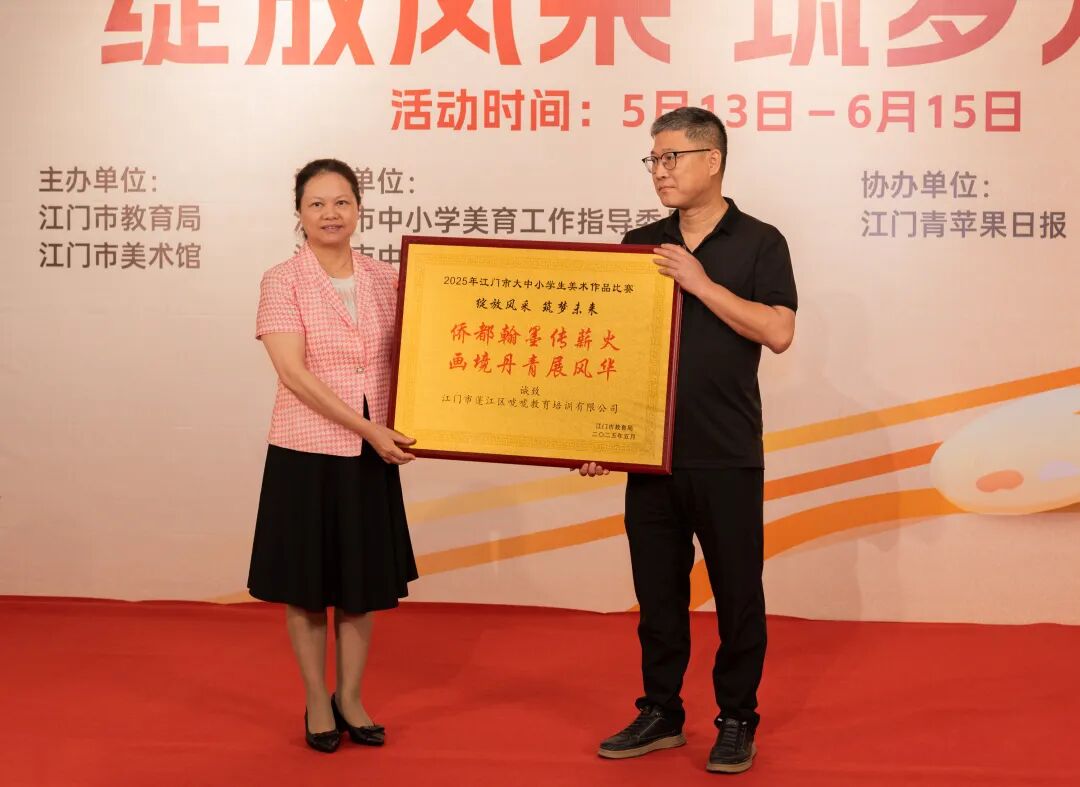 绽放风采 筑梦
活动时间：5月13日－6月15日
主办单位：
江门市教育局
江门市美术馆
单位：
市中小学美育工作指导委
市中
协办单位：
江门青苹果日报
2025年江门市大中小学生美术作品比赛
绽放风采 筑梦未来
侨都翰墨传薪火
画境丹青展风华
诚致
江门市蓬江区唬唬教育培训有限公司
江门市教育局
二〇二五年五月